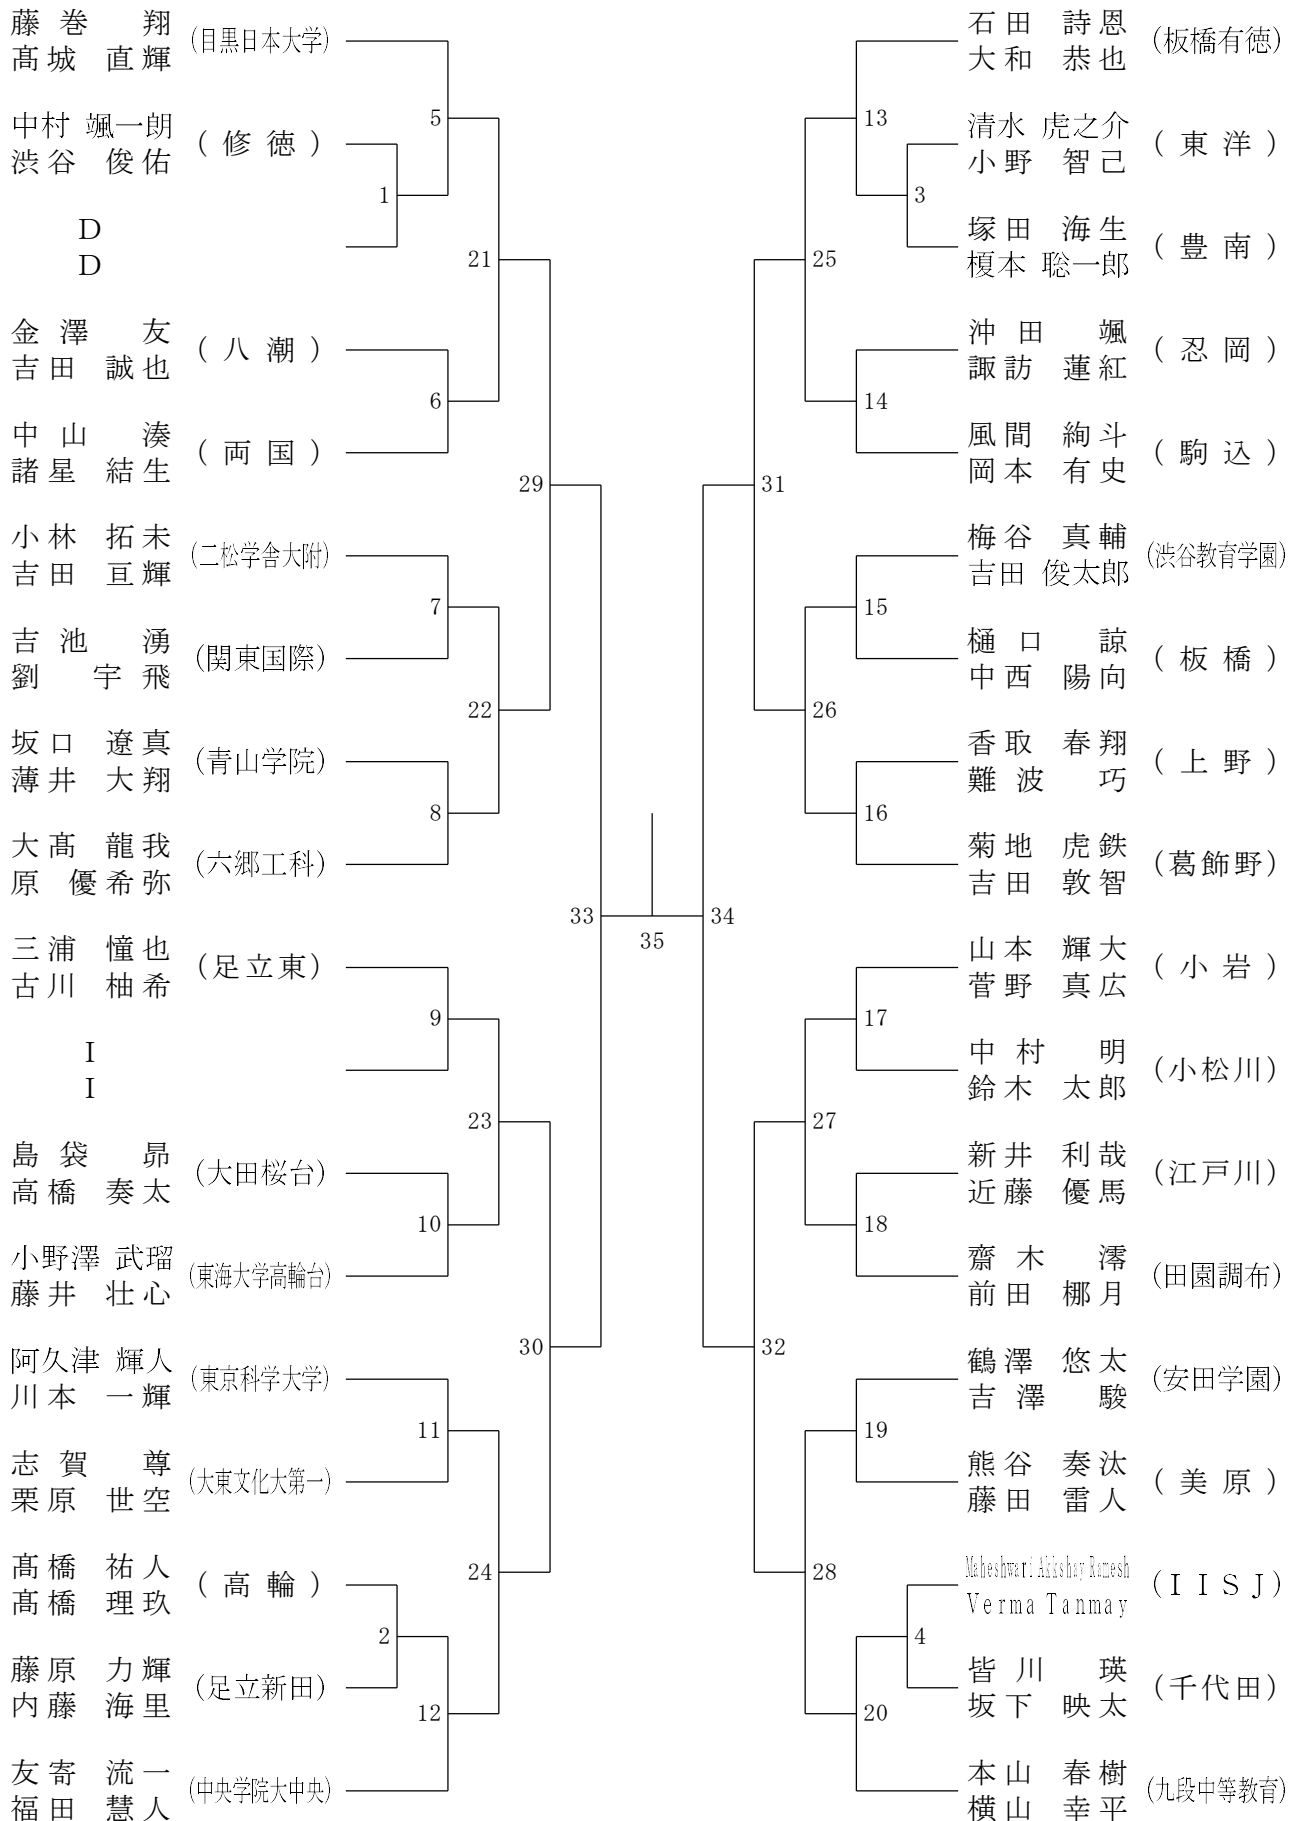 藤巻 翔
髙城 直輝
(目黒日本大学)
5
中村 颯一朗
渋谷 俊佑
(修徳)
1
D
D
21
金澤 友
吉田 誠也
(八潮)
6
中山 湊
諸星 結生
(両国)
29
小林 拓未
吉田 亘輝
(二松学舎大附)
7
吉池 湧
劉 宇飛
(関東国際)
22
坂口 遼真
薄井 大翔
(青山学院)
8
大髙 龍我
原 優希弥
(六郷工科)
33
三浦 憧也
古川 柚希
(足立東)
9
I
I
23
島袋 昴
高橋 奏太
(大田桜台)
10
小野澤 武瑠
藤井 壮心
(東海大学高輪台)
30
阿久津 輝人
川本 一輝
(東京科学大学)
11
志賀 尊
栗原 世空
(大東文化大第一)
24
髙橋 祐人
髙橋 理玖
(高輪)
2
藤原 力輝
内藤 海里
(足立新田)
12
友寄 流一
福田 慧人
(中央学院大中央)
35
石田 詩恩
大和 恭也
(板橋有徳)
13
清水 虎之介
小野 智己
(東洋)
3
塚田 海生
榎本 聡一郎
(豊南)
25
沖田 颯
諏訪 蓮紅
(忍岡)
14
風間 絢斗
岡本 有史
(駒込)
31
梅谷 真輔
吉田 俊太郎
(渋谷教育学園)
15
樋口 諒
中西 陽向
(板橋)
26
香取 春翔
難波 巧
(上野)
16
菊地 虎鉄
吉田 敦智
(葛飾野)
34
山本 輝大
菅野 真広
(小岩)
17
中村 明
鈴木 太郎
(小松川)
27
新井 利哉
近藤 優馬
(江戸川)
18
齋木 澪
前田 梛月
(田園調布)
32
鶴澤 悠太
吉澤 駿
(安田学園)
19
熊谷 奏汰
藤田 雷人
(美原)
28
Maheshwari Akkshay Ramesh
Verma Tanmay
(IISJ)
4
皆川 瑛
坂下 映太
(千代田)
20
本山 春樹
横山 幸平
(九段中等教育)